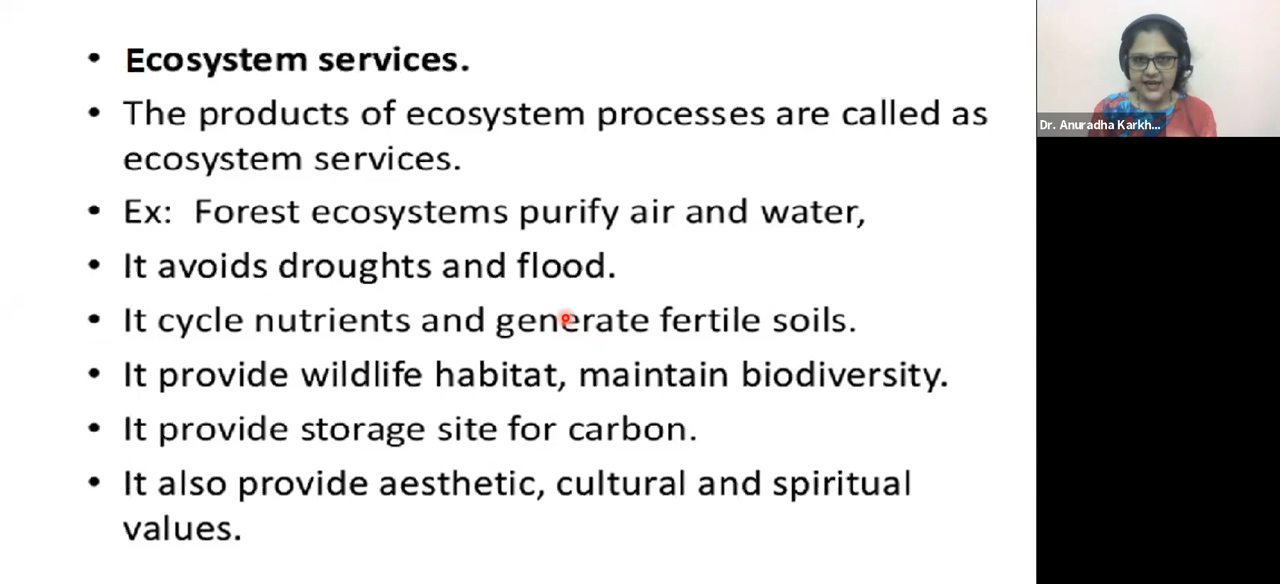 • Ecosystem services.
• The products of ecosystem processes are called as
ecosystem services.
• Ex: Forest ecosystems purify air and water,
• It avoids droughts and flood.
• It cycle nutrients and generate fertile soils.
• It provide wildlife habitat, maintain biodiversity.
• It provide storage site for carbon.
• It also provide aesthetic, cultural and spiritual
values.
Dr. Anuradha Karkh...